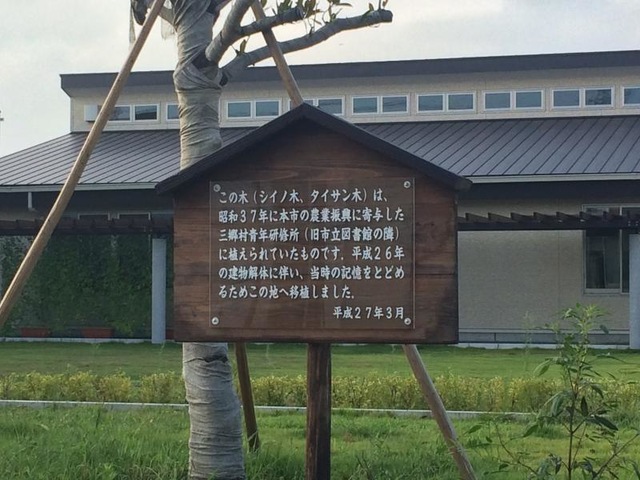 この木（シイノ木、タイサン木）は、
昭和３７年に本市の農業振興に寄与した
三郷村青年研修所（旧市立図書館の隣）
に植えられていたものです。平成２６年
の建物解体に伴い、当時の記憶をとどめ
るためこの地へ移植しました。
平成２７年３月